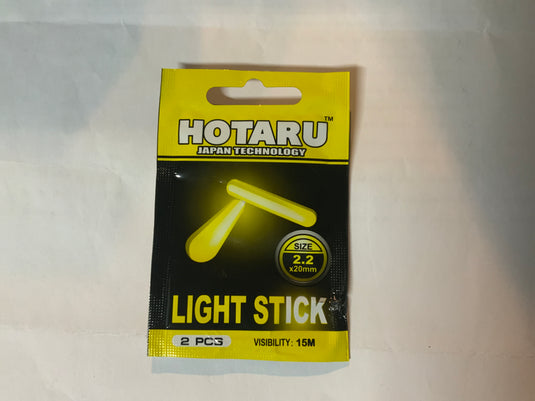 HOTARU™
JAPAN TECHNOLOGY
SIZE
2.2
x20mm
LIGHT STICK
2 PCS
VISIBILITY: 15M